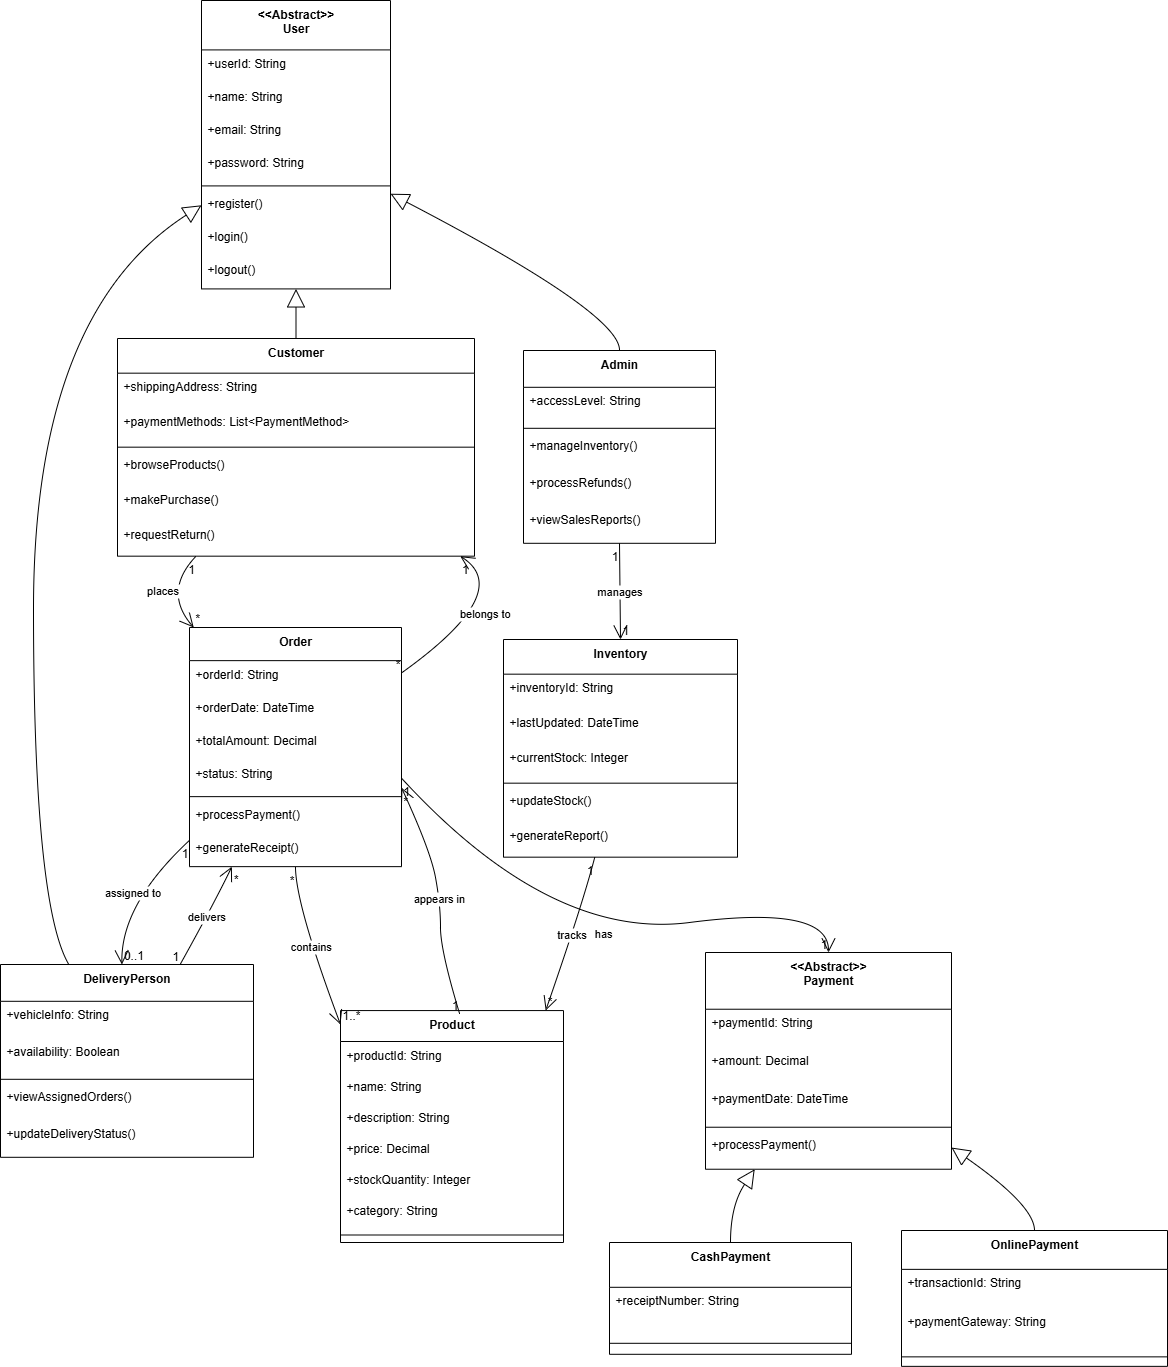 <<Abstract>>
User
+userId: String
+name: String
+email: String
+password: String
+register()
+login()
+logout()
Customer
+shippingAddress: String
+paymentMethods: List<PaymentMethod>
+browseProducts()
+makePurchase()
+requestReturn()
Admin
+accessLevel: String
+manageInventory()
+processRefunds()
+viewSalesReports()
1
places
*
1
belongs to
*
1
manages
1
Order
+orderId: String
+orderDate: DateTime
+totalAmount: Decimal
+status: String
+processPayment()
+generateReceipt()
Inventory
+inventoryId: String
+lastUpdated: DateTime
+currentStock: Integer
+updateStock()
+generateReport()
1
*
1
assigned to
0..1
*
delivers
1
*
contains
1..*
appears in
1
1
tracks
*
has
1
DeliveryPerson
+vehicleInfo: String
+availability: Boolean
+viewAssignedOrders()
+updateDeliveryStatus()
Product
+productId: String
+name: String
+description: String
+price: Decimal
+stockQuantity: Integer
+category: String
<<Abstract>>
Payment
+paymentId: String
+amount: Decimal
+paymentDate: DateTime
+processPayment()
CashPayment
+receiptNumber: String
OnlinePayment
+transactionId: String
+paymentGateway: String